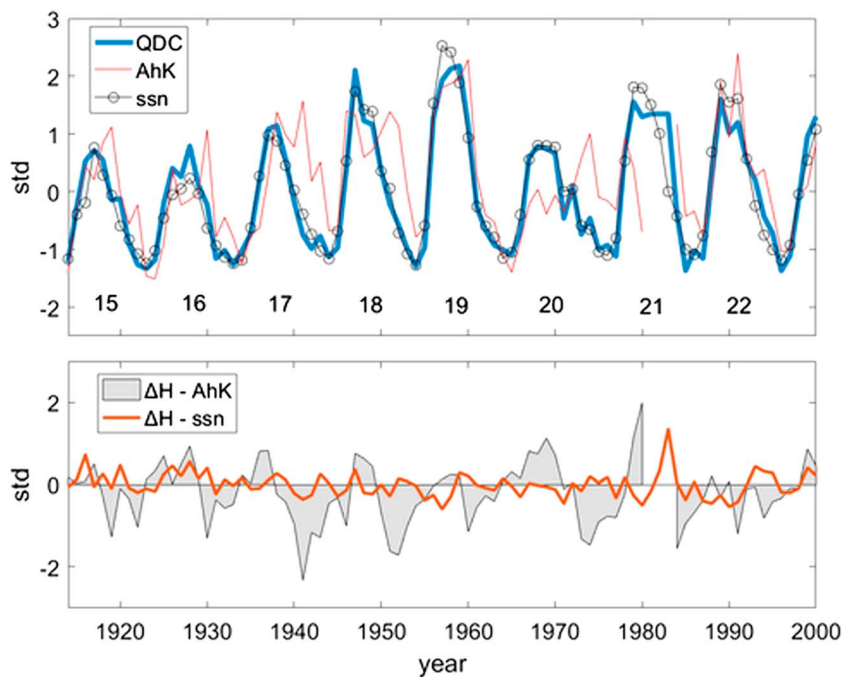 3
2
1
0
-1
-2
std
QDC
AhK
ssn
15 16 17 18 19 20 21 22
2
0
-2
std
ΔH - AhK
ΔH - ssn
1920 1930 1940 1950 1960 1970 1980 1990 2000
year